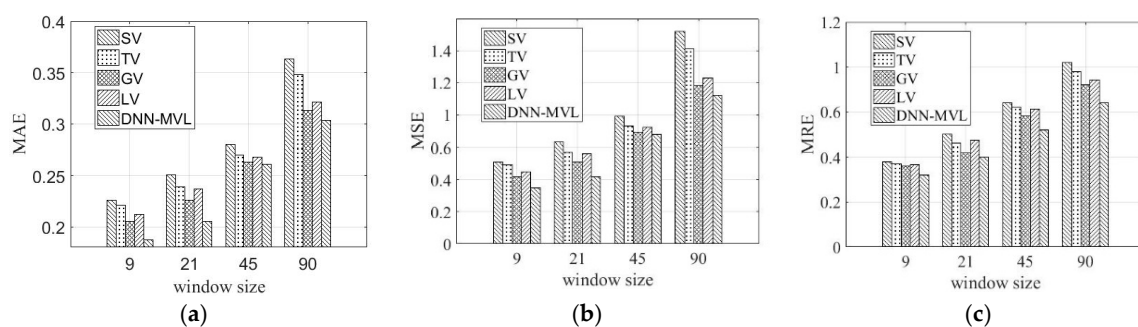 0.4
0.35
0.3
0.25
0.2
MAE
SV
TV
GV
LV
DNN-MVL
9 21 45 90
window size
(a)
1.4
1.2
1
0.8
0.6
0.4
0.2
0
MSE
SV
TV
GV
LV
DNN-MVL
9 21 45 90
window size
(b)
1.2
1
0.6
0.4
0.2
0
MRE
SV
TV
GV
LV
DNN-MVL
9 21 45 90
window size
(c)